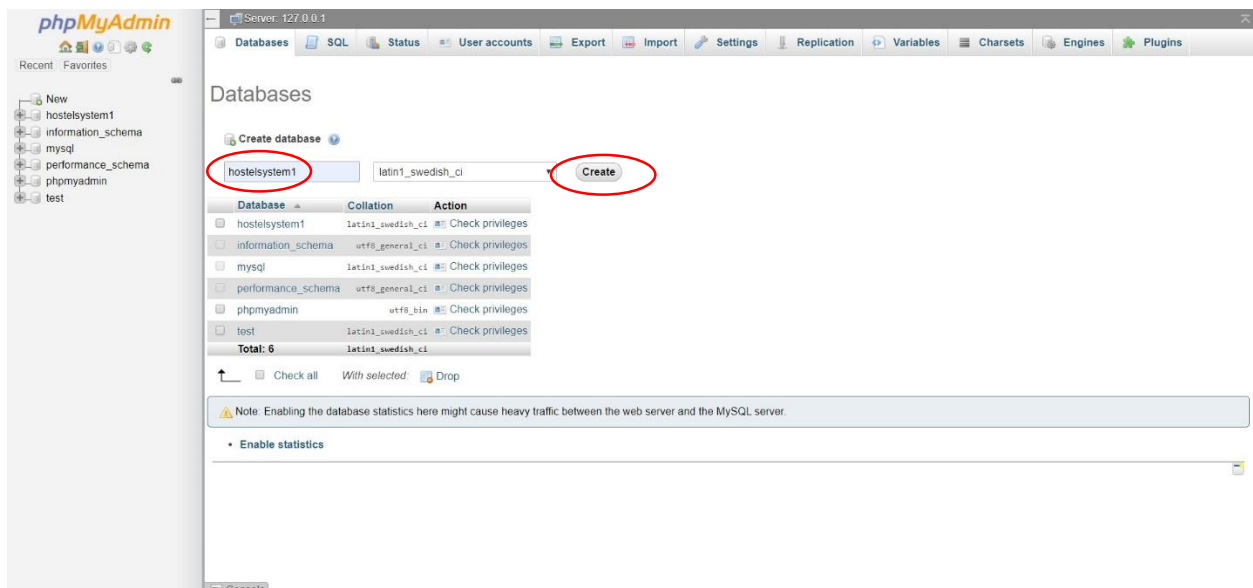 phpMyAdmin
Recent Favorites
New
hostelsystem1
information_schema
mysql
performance_schema
phpmyadmin
test
Server: 127.0.0.1
Databases SQL Status User accounts Export Import Settings Replication Variables Charsets Engines Plugins
Databases
Create database
hostelsystem1 latin1_swedish_ci Create
Database Collation Action
hostelsystem1 latin1_swedish_ci Check privileges
information_schema utf8_general_ci Check privileges
mysql latin1_swedish_ci Check privileges
performance_schema utf8_general_ci Check privileges
phpmyadmin utf8_bin Check privileges
test latin1_swedish_ci Check privileges
Total: 6 latin1_swedish_ci
Check all With selected: Drop
Note: Enabling the database statistics here might cause heavy traffic between the web server and the MySQL server.
• Enable statistics
Console